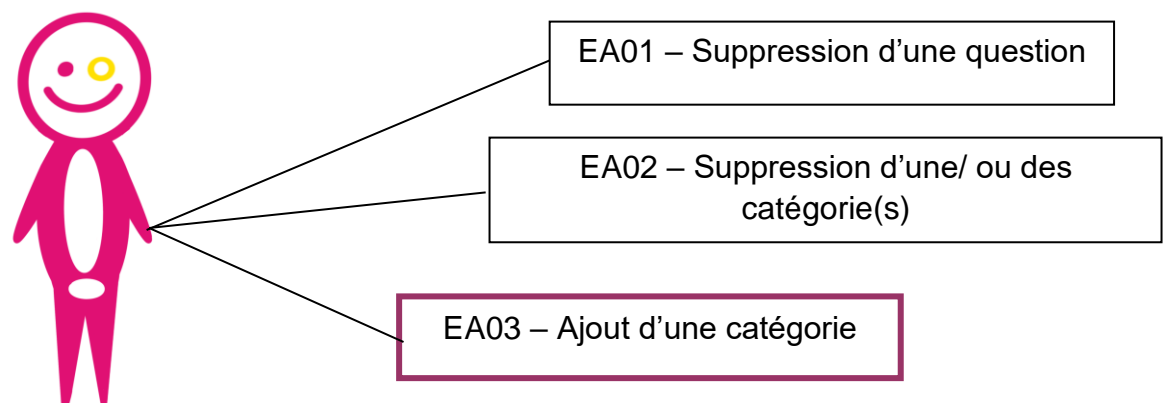 EA01 – Suppression d’une question
EA02 – Suppression d’une/ ou des
catégorie(s)
EA03 – Ajout d’une catégorie